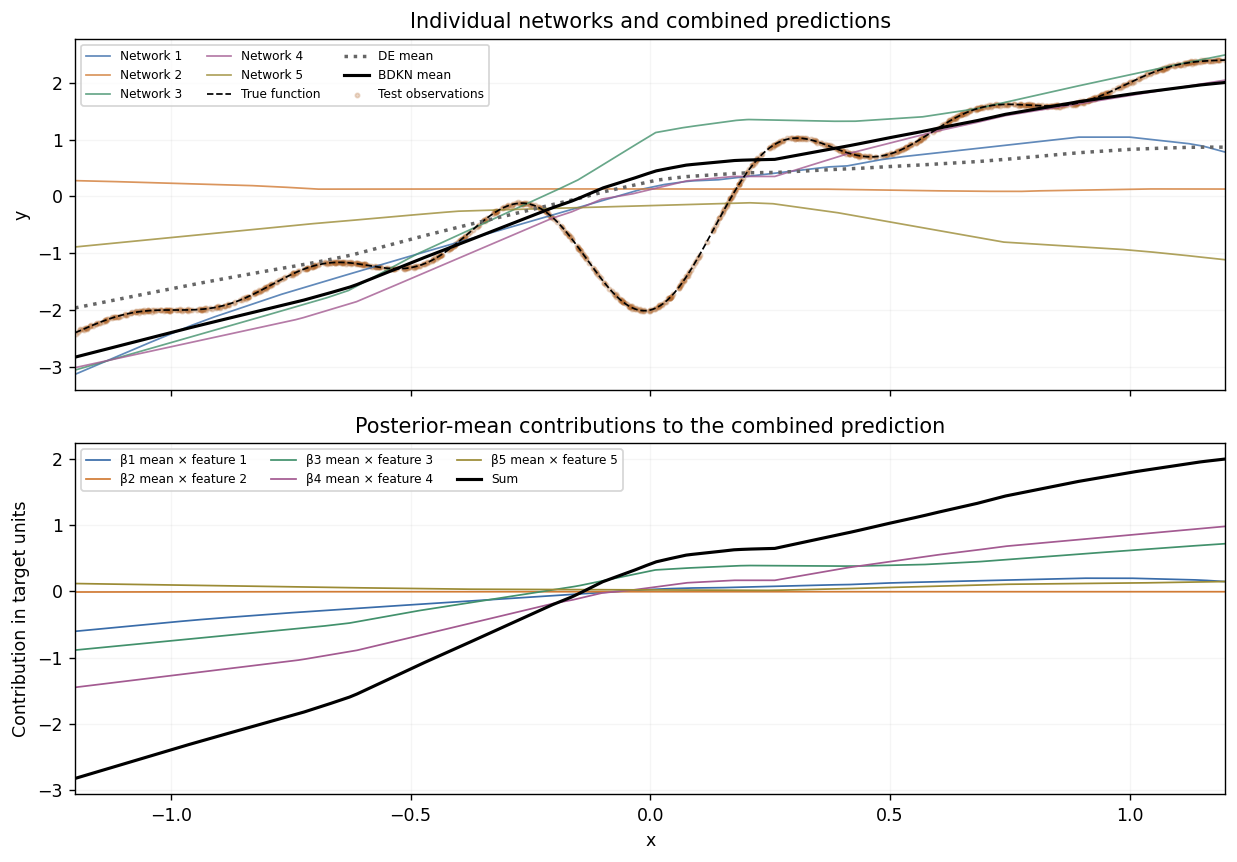 Individual networks and combined predictions
Network 1
Network 2
Network 3
Network 4
Network 5
True function
DE mean
BDKN mean
Test observations
y
2
1
0
−1
−2
−3
Posterior-mean contributions to the combined prediction
β1 mean × feature 1
β2 mean × feature 2
β3 mean × feature 3
β4 mean × feature 4
β5 mean × feature 5
Sum
Contribution in target units
2
1
0
−1
−2
−3
−1.0
−0.5
0.0
0.5
1.0
x